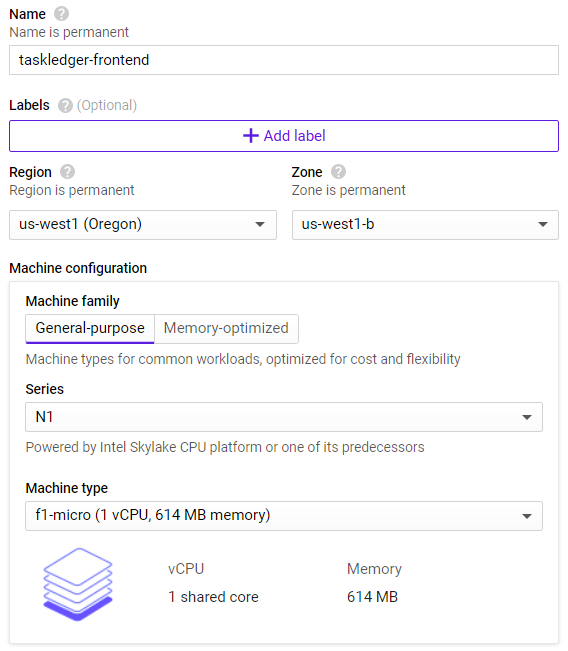 Name
Name is permanent
taskledger-frontend
Labels (Optional)
+ Add label
Region
Region is permanent
us-west1 (Oregon)
Zone
Zone is permanent
us-west1-b
Machine configuration
Machine family
General-purpose Memory-optimized
Machine types for common workloads, optimized for cost and flexibility
Series
N1
Powered by Intel Skylake CPU platform or one of its predecessors
Machine type
f1-micro (1 vCPU, 614 MB memory)
vCPU Memory
1 shared core 614 MB